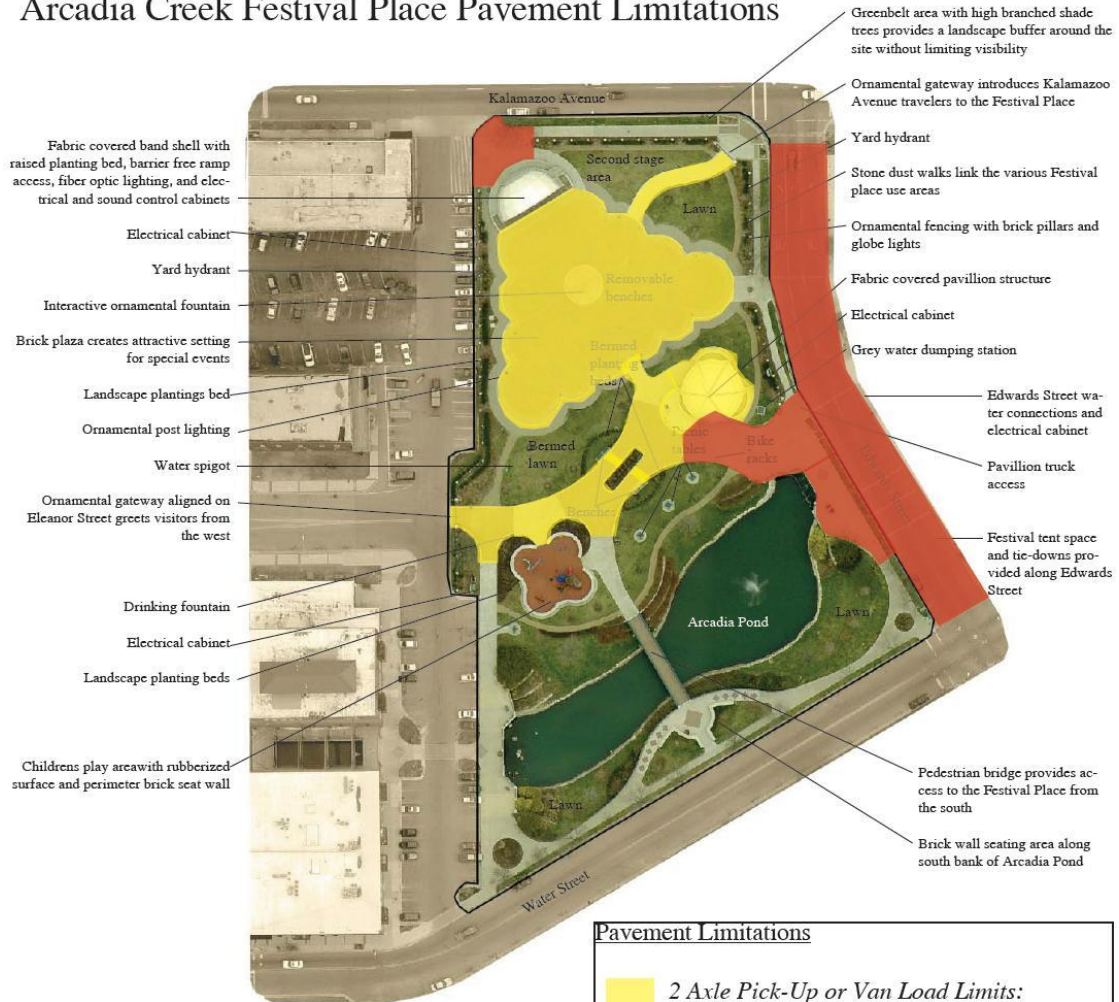 Arcadia Creek Festival Place Pavement Limitations
Greenbelt area with high branched shade
trees provides a landscape buffer around the
site without limiting visibility
Ornamental gateway introduces Kalamazoo
Avenue travelers to the Festival Place
Yard hydrant
Stone dust walks link the various Festival
place use areas
Ornamental fencing with brick pillars and
globe lights
Fabric covered pavillion structure
Electrical cabinet
Grey water dumping station
Edwards Street wa-
ter connections and
electrical cabinet
Pavillion truck
access
Festival tent space
and tie-downs pro-
vided along Edwards
Street
Pedestrian bridge provides ac-
cess to the Festival Place from
the south
Brick wall seating area along
south bank of Arcadia Pond
Fabric covered band shell with
raised planting bed, barrier free ramp
access, fiber optic lighting, and elec-
trical and sound control cabinets
Electrical cabinet
Yard hydrant
Interactive ornamental fountain
Brick plaza creates attractive setting
for special events
Landscape plantings bed
Ornamental post lighting
Water spigot
Ornamental gateway aligned on
Eleanor Street greets visitors from
the west
Drinking fountain
Electrical cabinet
Landscape planting beds
Childrens play areawith rubberized
surface and perimeter brick seat wall
Kalamazoo Avenue
Second stage
area
Lawn
Removable
benches
Bermed
planting
beds
Picnic
tables
Bike
racks
Bermed
lawn
Benches
Edwards Street
Arcadia Pond
Lawn
Lawn
Water Street
Pavement Limitations
2 Axle Pick-Up or Van Load Limits: